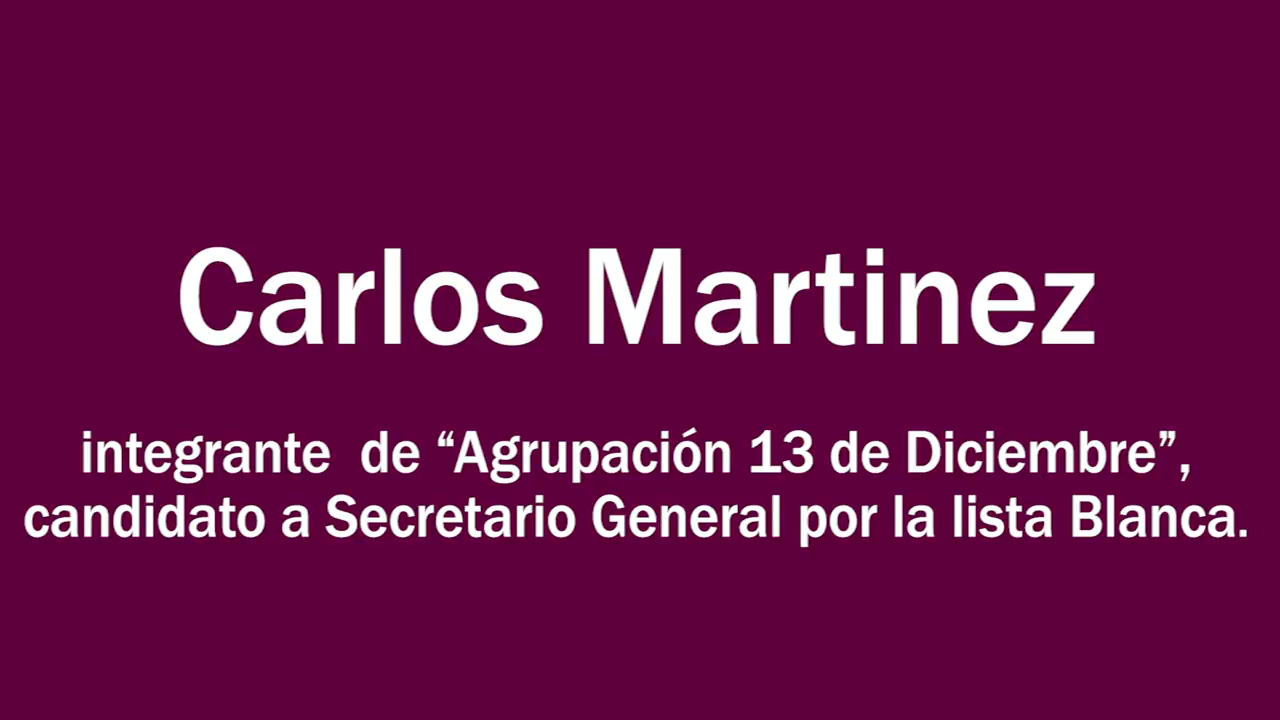 Carlos Martinez
integrante  de “Agrupación 13 de Diciembre”,
candidato a Secretario General por la lista Blanca.